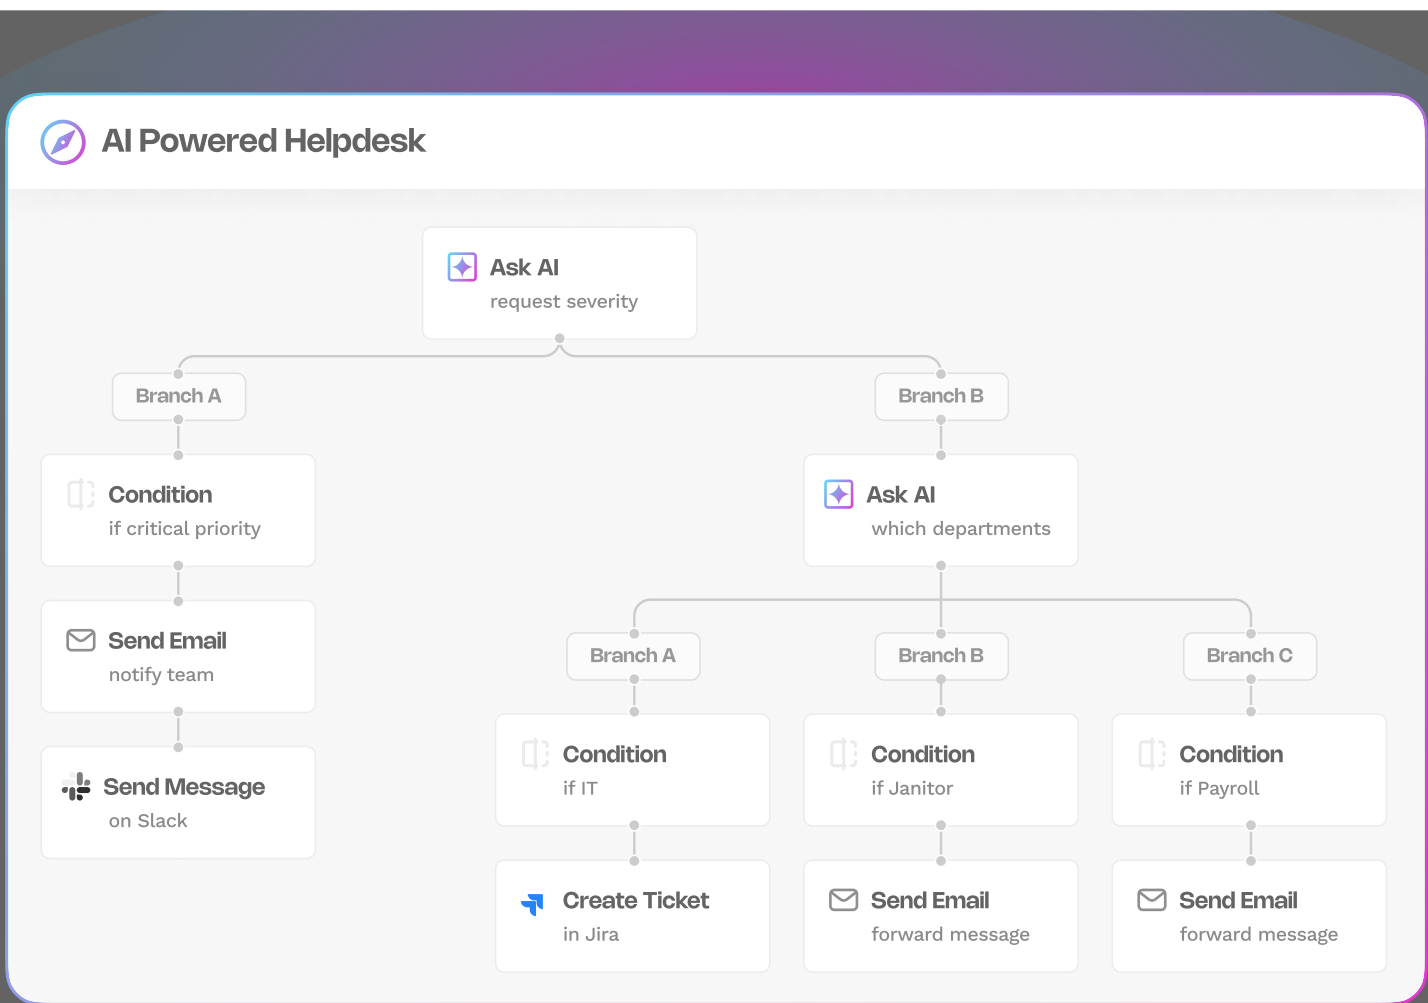 AI Powered Helpdesk
Ask AI
request severity
Branch A
Branch B
Condition
if critical priority
Ask AI
which departments
Send Email
notify team
Branch A
Branch B
Branch C
Send Message
on Slack
Condition
if IT
Condition
if Janitor
Condition
if Payroll
Create Ticket
in Jira
Send Email
forward message
Send Email
forward message